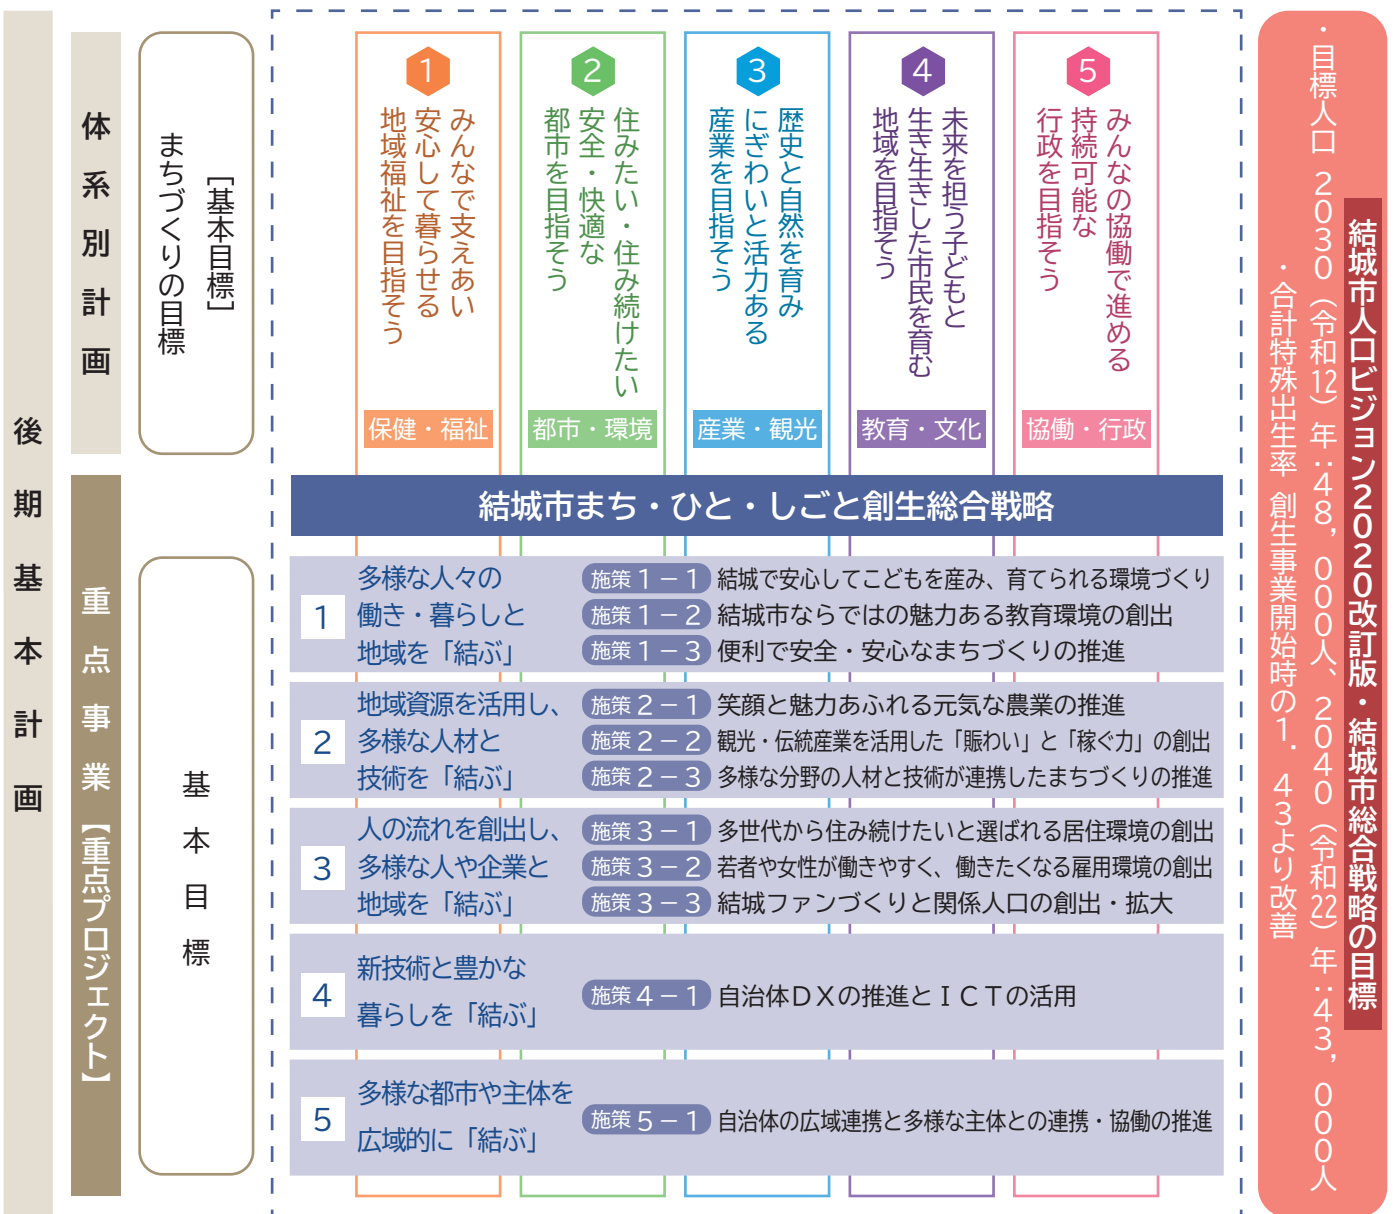 後期基本計画
体系別計画
[基本目標]
まちづくりの目標
1
みんなで支えあい
安心して暮らせる
地域福祉を目指そう
保健・福祉
2
住みたい・住み続けたい
安全・快適な
都市を目指そう
都市・環境
3
歴史と自然を育み
にぎわいと活力ある
産業を目指そう
産業・観光
4
未来を担う子どもと
生き生きした市民を育む
地域を目指そう
教育・文化
5
みんなの協働で進める
持続可能な
行政を目指そう
協働・行政
重点事業【重点プロジェクト】
基本目標
結城市まち・ひと・しごと創生総合戦略
1
多様な人々の
働き・暮らしと
地域を「結ぶ」
施策1－1 結城で安心してこどもを産み、育てられる環境づくり
施策1－2 結城市ならではの魅力ある教育環境の創出
施策1－3 便利で安全・安心なまちづくりの推進
2
地域資源を活用し、
多様な人材と
技術を「結ぶ」
施策2－1 笑顔と魅力あふれる元気な農業の推進
施策2－2 観光・伝統産業を活用した「賑わい」と「稼ぐ力」の創出
施策2－3 多様な分野の人材と技術が連携したまちづくりの推進
3
人の流れを創出し、
多様な人や企業と
地域を「結ぶ」
施策3－1 多世代から住み続けたいと選ばれる居住環境の創出
施策3－2 若者や女性が働きやすく、働きたくなる雇用環境の創出
施策3－3 結城ファンづくりと関係人口の創出・拡大
4
新技術と豊かな
暮らしを「結ぶ」
施策4－1 自治体DXの推進とＩＣＴの活用
5
多様な都市や主体を
広域的に「結ぶ」
施策5－1 自治体の広域連携と多様な主体との連携・協働の推進
結城市人口ビジョン2020改訂版・結城市総合戦略の目標
・目標人口 2030（令和12）年：48，000人、2040（令和22）年：43，000人
・合計特殊出生率 創生事業開始時の1．43より改善